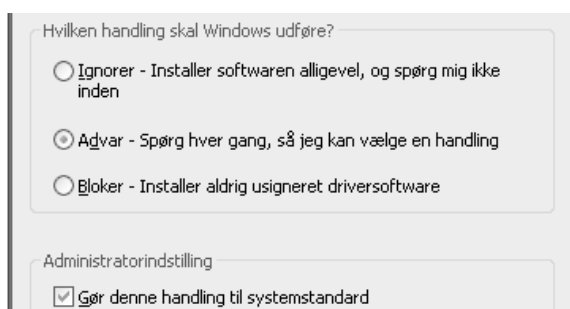 Hvilken handling skal Windows udføre?
Ignorer - Installer softwaren alligevel, og spørg mig ikke
inden
Advar - Spørg hver gang, så jeg kan vælge en handling
Bloker - Installer aldrig usigneret driversoftware
Administratorindstilling
Gør denne handling til systemstandard